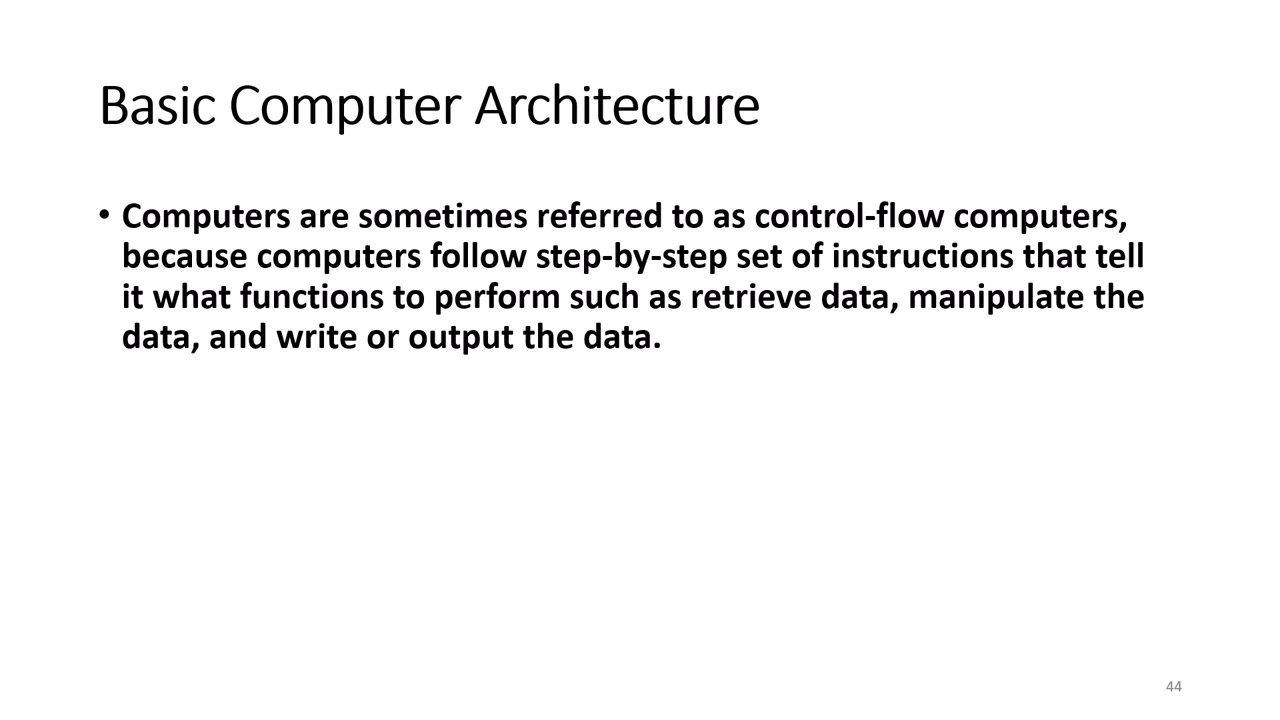 Basic Computer Architecture
• Computers are sometimes referred to as control-flow computers,
because computers follow step-by-step set of instructions that tell
it what functions to perform such as retrieve data, manipulate the
data, and write or output the data.
44